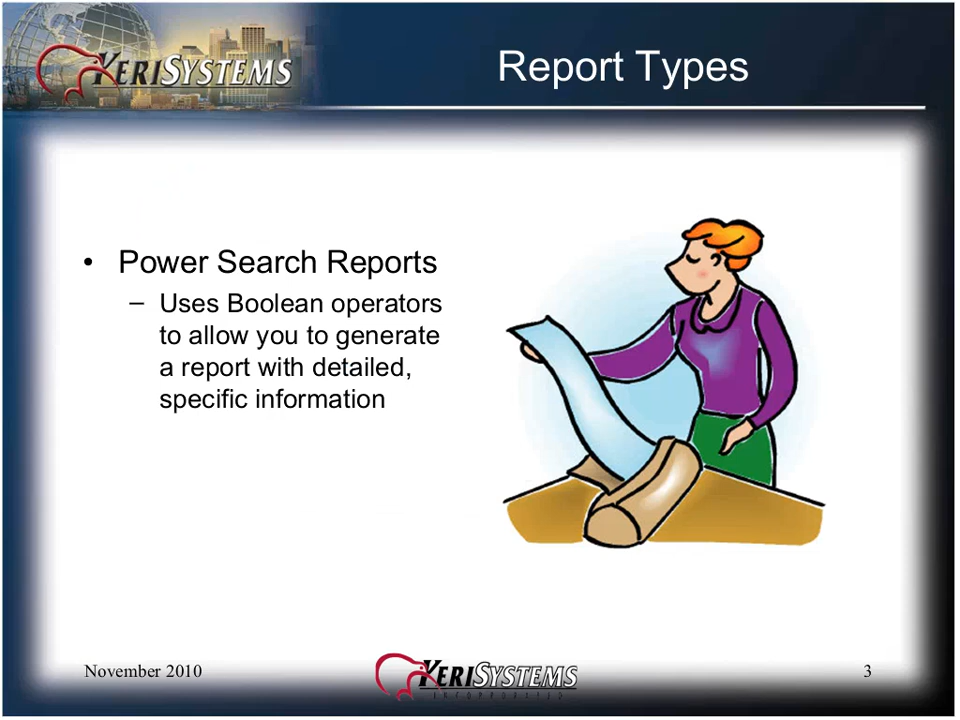 KERISYSTEMS
Report Types
• Power Search Reports
– Uses Boolean operators
to allow you to generate
a report with detailed,
specific information
November 2010
KERISYSTEMS
INCORPORATED
3